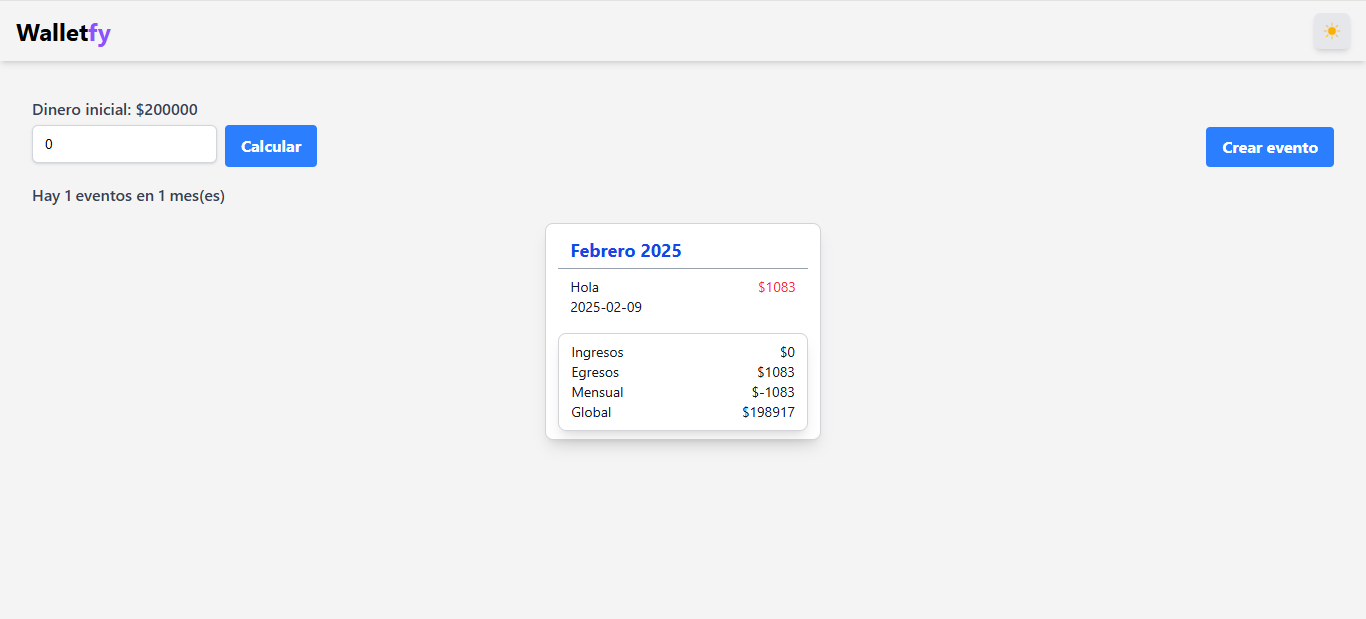 Walletfy
Dinero inicial: $200000
0
Calcular
Crear evento
Hay 1 eventos en 1 mes(es)
Febrero 2025
Hola $1083
2025-02-09
Ingresos $0
Egresos $1083
Mensual $-1083
Global $198917